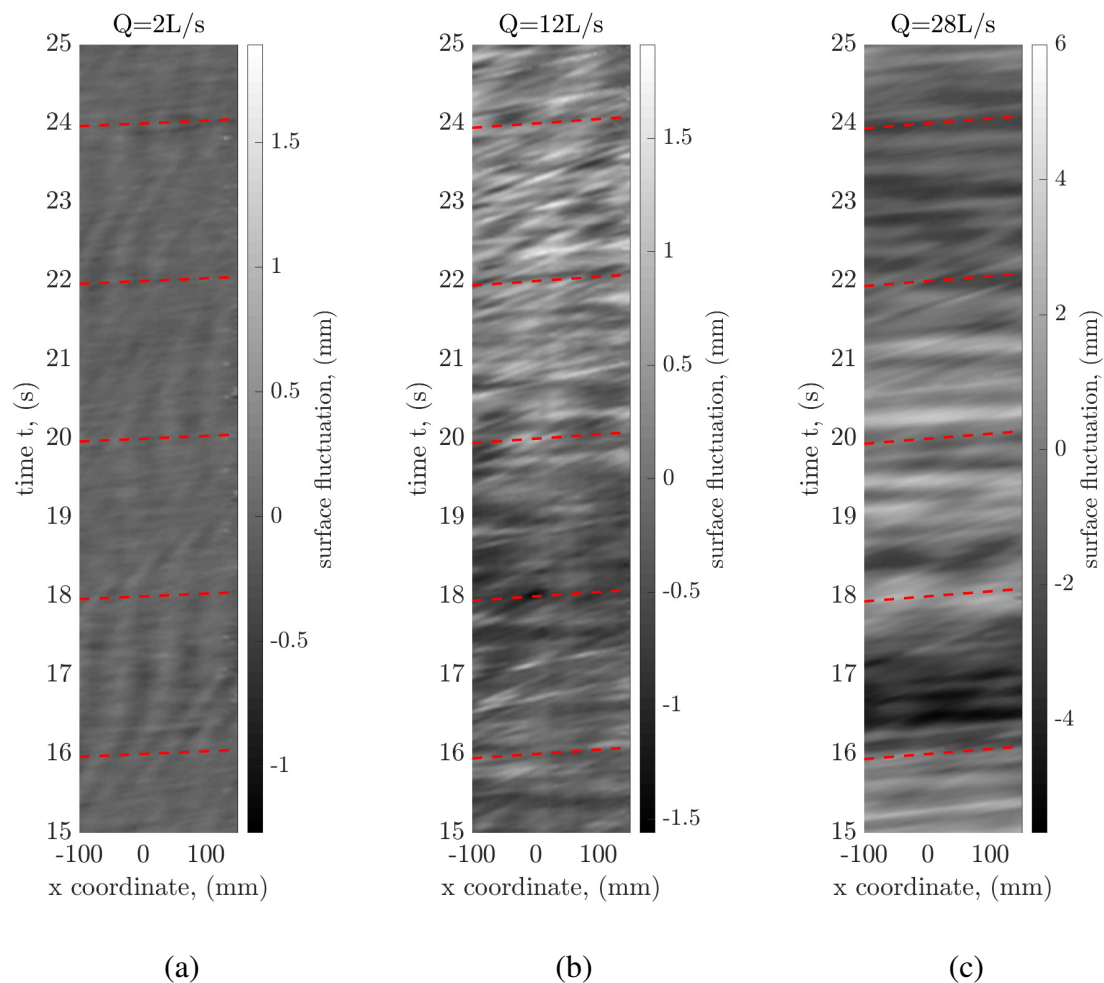 Q=2L/s
25
24
23
22
21
20
19
18
17
16
15
-100 0 100
x coordinate, (mm)
time t, (s)
1.5
1
0.5
0
-0.5
-1
surface fluctuation, (mm)
(a)
Q=12L/s
25
24
23
22
21
20
19
18
17
16
15
-100 0 100
x coordinate, (mm)
time t, (s)
1.5
1
0.5
0
-0.5
-1
-1.5
surface fluctuation, (mm)
(b)
Q=28L/s
25
24
23
22
21
20
19
18
17
16
15
-100 0 100
x coordinate, (mm)
time t, (s)
6
4
2
0
-2
-4
surface fluctuation, (mm)
(c)